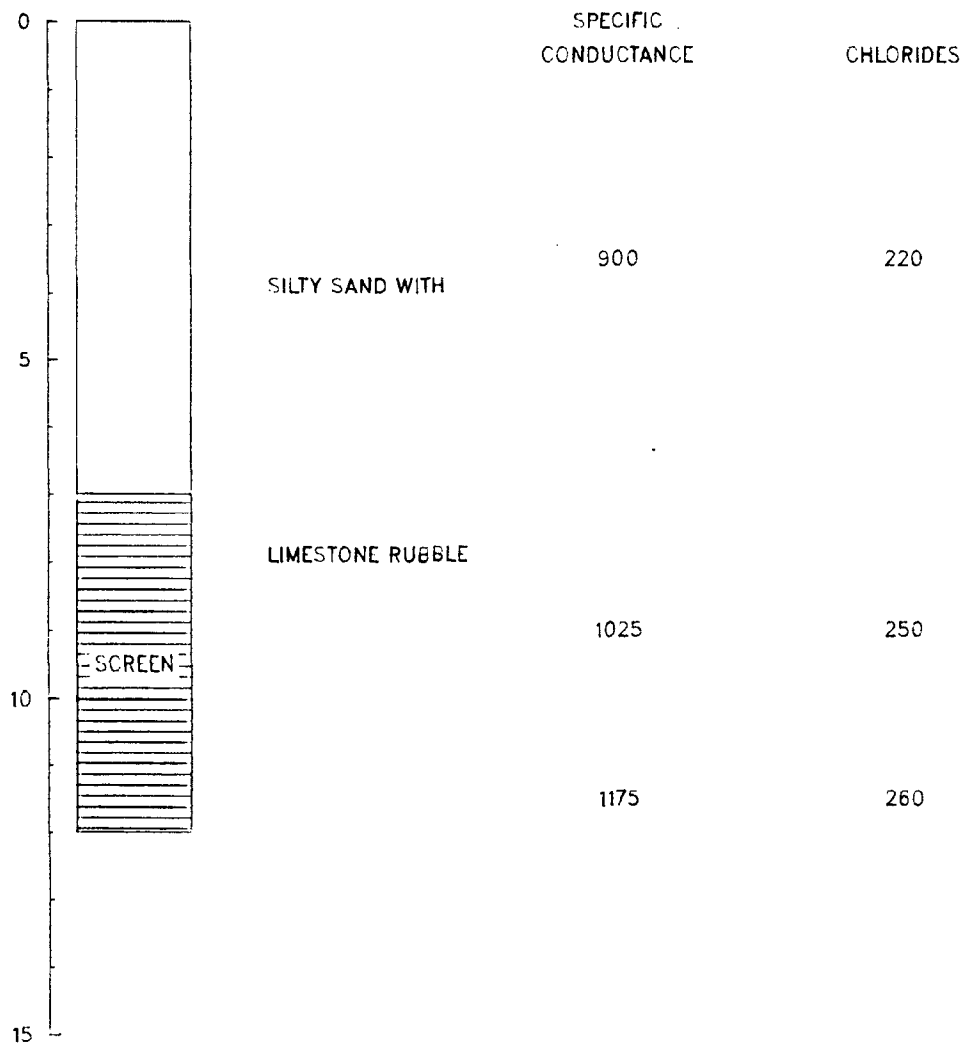 0
SPECIFIC
CONDUCTANCE
CHLORIDES
900
220
SILTY SAND WITH
5
LIMESTONE RUBBLE
1025
250
SCREEN
10
1175
260
15